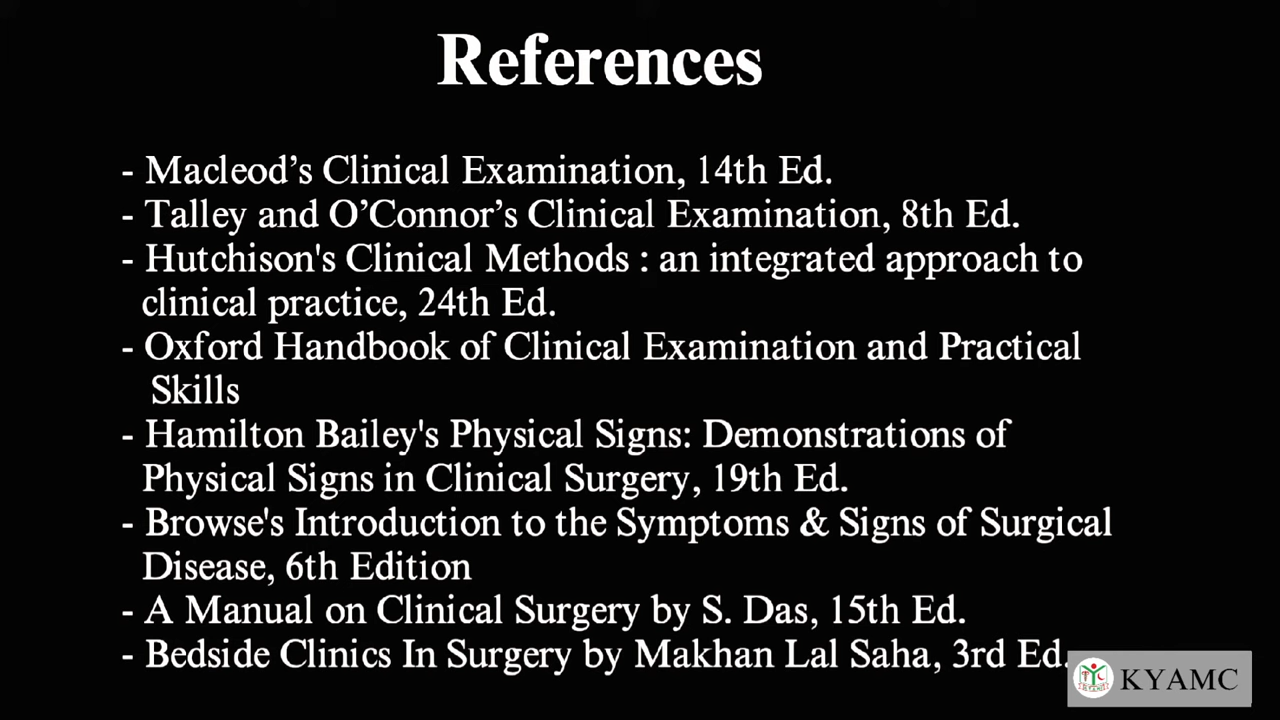 References
- Macleod’s Clinical Examination, 14th Ed.
- Talley and O’Connor’s Clinical Examination, 8th Ed.
- Hutchison's Clinical Methods : an integrated approach to
clinical practice, 24th Ed.
- Oxford Handbook of Clinical Examination and Practical
Skills
- Hamilton Bailey's Physical Signs: Demonstrations of
Physical Signs in Clinical Surgery, 19th Ed.
- Browse's Introduction to the Symptoms & Signs of Surgical
Disease, 6th Edition
- A Manual on Clinical Surgery by S. Das, 15th Ed.
- Bedside Clinics In Surgery by Makhan Lal Saha, 3rd Ed.
KYAMC